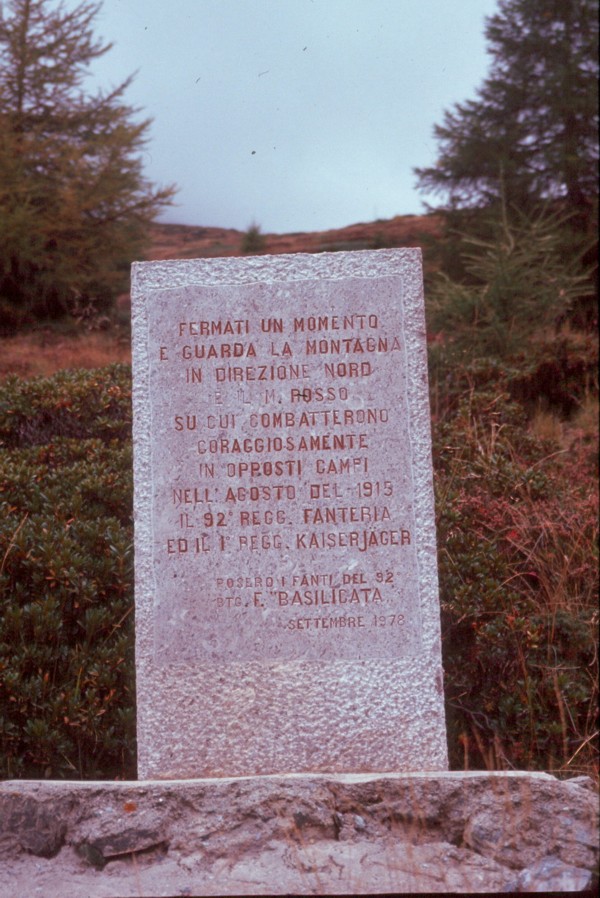 FERMATI UN MOMENTO
E GUARDA LA MONTAGNA
IN DIREZIONE NORD
E IL M. ROSSO
SU CUI COMBATTERONO
CORAGGIOSAMENTE
IN OPPOSTI CAMPI
NELL'AGOSTO DEL 1915
IL 92° REGG. FANTERIA
ED IL 1° REGG. KAISERJÄGER
POSERO I FANTI DEL 92
BTG. F. "BASILICATA"
SETTEMBRE 1978